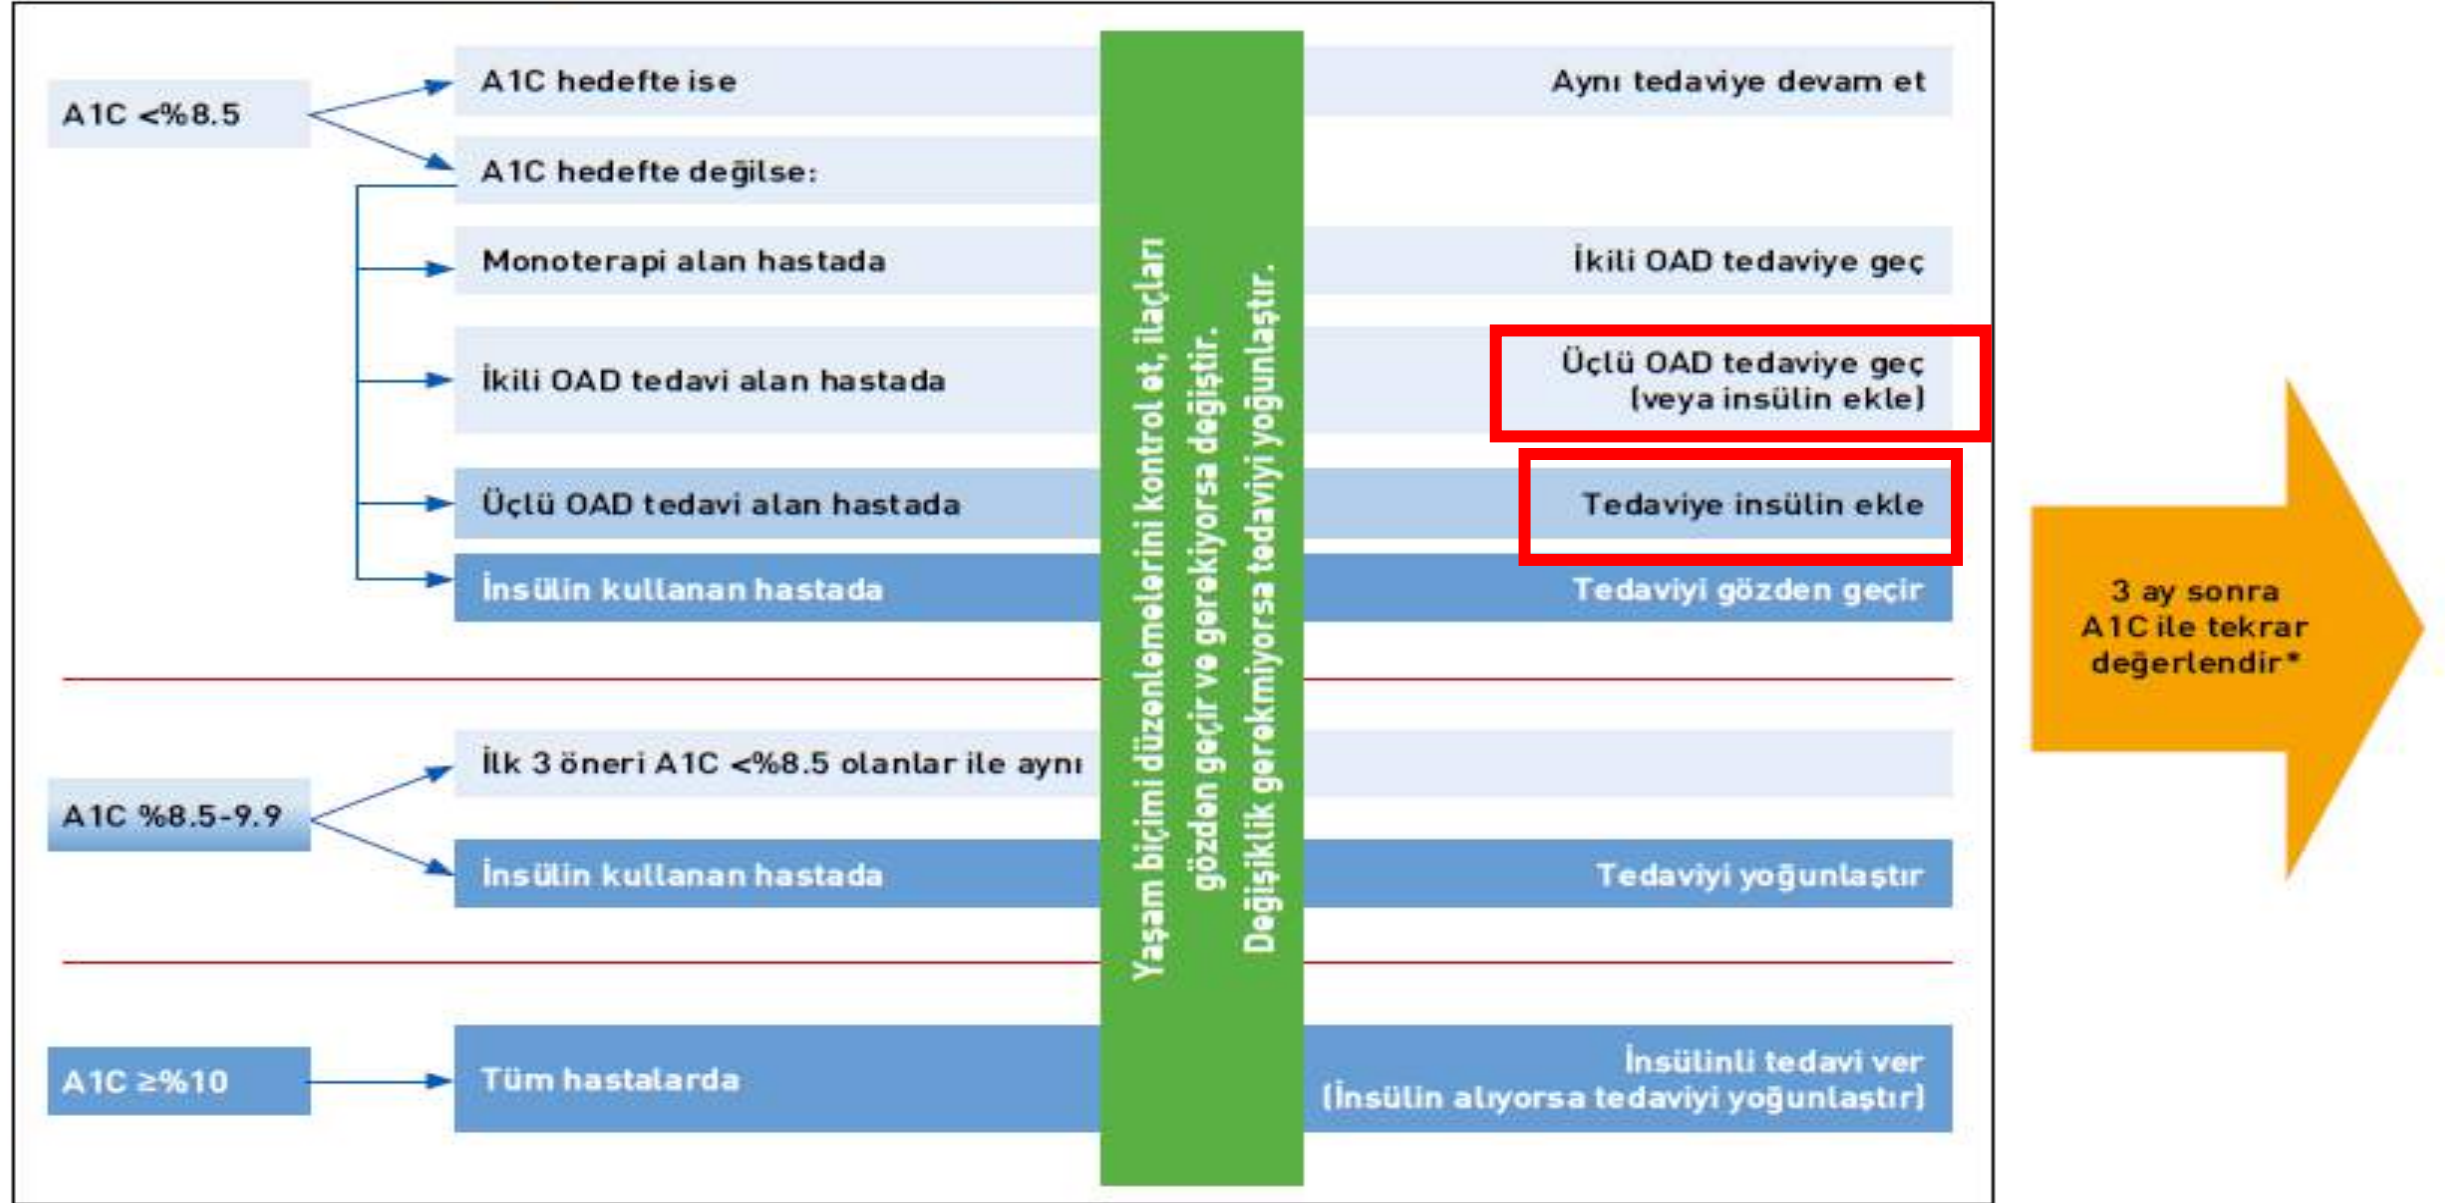 A1C <%8.5
A1C hedefte ise
Aynı tedaviye devam et
A1C hedefte değilse:
Monoterapi alan hastada
İkili OAD tedaviye geç
İkili OAD tedavi alan hastada
Üçlü OAD tedaviye geç
(veya insülin ekle)
Üçlü OAD tedavi alan hastada
Tedaviye insülin ekle
İnsülin kullanan hastada
Tedaviyi gözden geçir
A1C %8.5-9.9
İlk 3 öneri A1C <%8.5 olanlar ile aynı
İnsülin kullanan hastada
Tedaviyi yoğunlaştır
A1C ≥%10
Tüm hastalarda
İnsülinli tedavi ver
(İnsülin alıyorsa tedaviyi yoğunlaştır)
Yaşam biçimi düzenlemelerini kontrol et, ilaçları
gözden geçir ve gerekiyorsa değiştir.
Değişiklik gerekmiyorsa tedaviyi yoğunlaştır.
3 ay sonra
A1C ile tekrar
değerlendir*